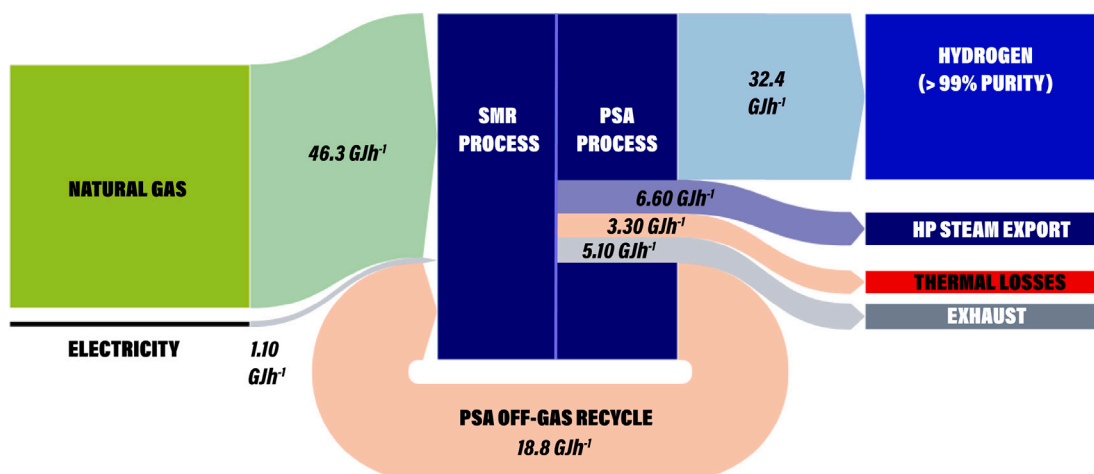 NATURAL GAS
46.3 GJh⁻¹
ELECTRICITY
1.10
GJh⁻¹
SMR
PROCESS
PSA
PROCESS
32.4
GJh⁻¹
HYDROGEN
(> 99% PURITY)
6.60 GJh⁻¹
HP STEAM EXPORT
3.30 GJh⁻¹
THERMAL LOSSES
5.10 GJh⁻¹
EXHAUST
PSA OFF-GAS RECYCLE
18.8 GJh⁻¹